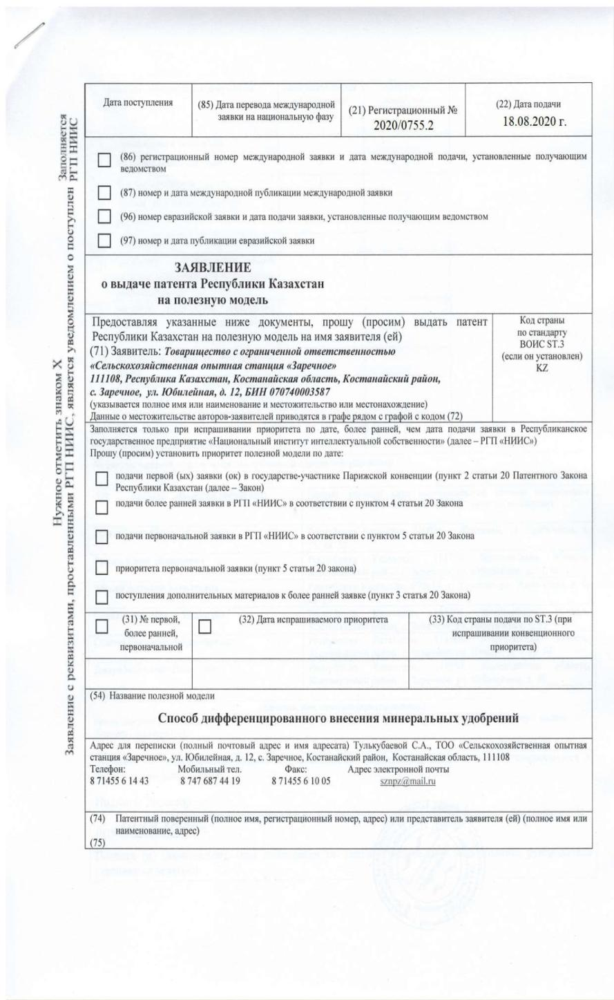 Заполняется
РГП НИИС
Нужное отметить знаком X
Заявление с реквизитами, проставленными РГП НИИС, является уведомлением о поступлен
Дата поступления
(85) Дата перевода международной
заявки на национальную фазу
(21) Регистрационный №
2020/0755.2
(22) Дата подачи
18.08.2020 г.
(86) регистрационный номер международной заявки и дата международной подачи, установленные получающим
ведомством
(87) номер и дата международной публикации международной заявки
(96) номер евразийской заявки и дата подачи заявки, установленные получающим ведомством
(97) номер и дата публикации евразийской заявки
ЗАЯВЛЕНИЕ
о выдаче патента Республики Казахстан
на полезную модель
Предоставляя указанные ниже документы, прошу (просим) выдать патент
Республики Казахстан на полезную модель на имя заявителя (ей)
(71) Заявитель: Товарищество с ограниченной ответственностью
«Сельскохозяйственная опытная станция «Заречное»
111108, Республика Казахстан, Костанайская область, Костанайский район,
с. Заречное, ул. Юбилейная, д. 12, БИН 070740003587
(указывается полное имя или наименование и местожительство или местонахождение)
Данные о местожительстве авторов-заявителей приводятся в графе рядом с графой с кодом (72)
Код страны
по стандарту
ВОИС ST.3
(если он установлен)
KZ
Заполняется только при испрашивании приоритета по дате, более ранней, чем дата подачи заявки в Республиканское
государственное предприятие «Национальный институт интеллектуальной собственности» (далее – РГП «НИИС»)
Прошу (просим) установить приоритет полезной модели по дате:
подачи первой (ых) заявки (ок) в государстве-участнике Парижской конвенции (пункт 2 статьи 20 Патентного Закона
Республики Казахстан (далее – Закон)
подачи более ранней заявки в РГП «НИИС» в соответствии с пунктом 4 статьи 20 Закона
подачи первоначальной заявки в РГП «НИИС» в соответствии с пунктом 5 статьи 20 Закона
приоритета первоначальной заявки (пункт 5 статьи 20 закона)
поступления дополнительных материалов к более ранней заявке (пункт 3 статья 20 Закона)
(31) № первой,
более ранней,
первоначальной
(32) Дата испрашиваемого приоритета
(33) Код страны подачи по ST.3 (при
испрашивании конвенционного
приоритета)
(54) Название полезной модели
Способ дифференцированного внесения минеральных удобрений
Адрес для переписки (полный почтовый адрес и имя адресата) Тулькубаевой С.А., ТОО «Сельскохозяйственная опытная
станция «Заречное», ул. Юбилейная, д. 12, с. Заречное, Костанайский район, Костанайская область, 111108
Телефон: Мобильный тел. Факс: Адрес электронной почты
8 71455 6 14 43 8 747 687 44 19 8 71455 6 10 05 sznpz@mail.ru
(74) Патентный поверенный (полное имя, регистрационный номер, адрес) или представитель заявителя (ей) (полное имя или
наименование, адрес)
(75)